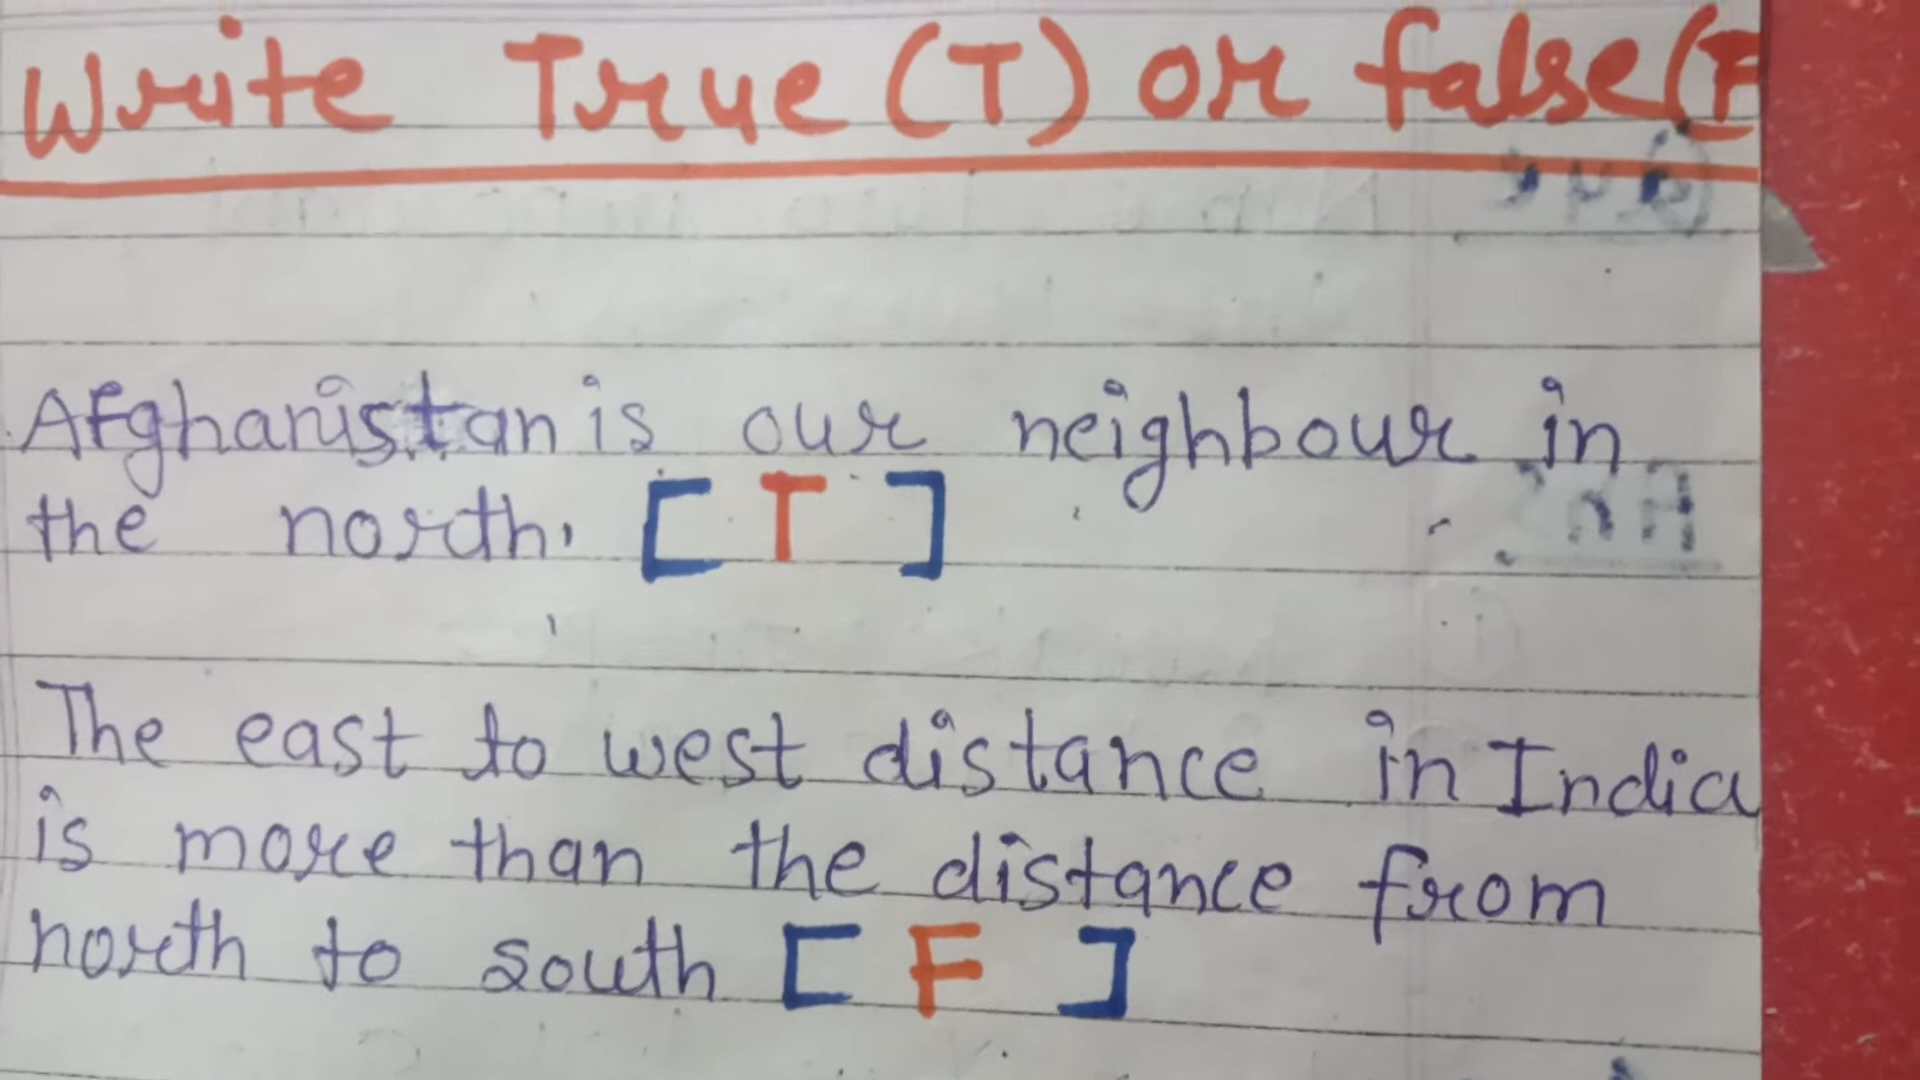 Write True (T) or false (F
Afghanistan is our neighbour in
the north. [ T ]
The east to west distance in India
is more than the distance from
north to south [ F ]